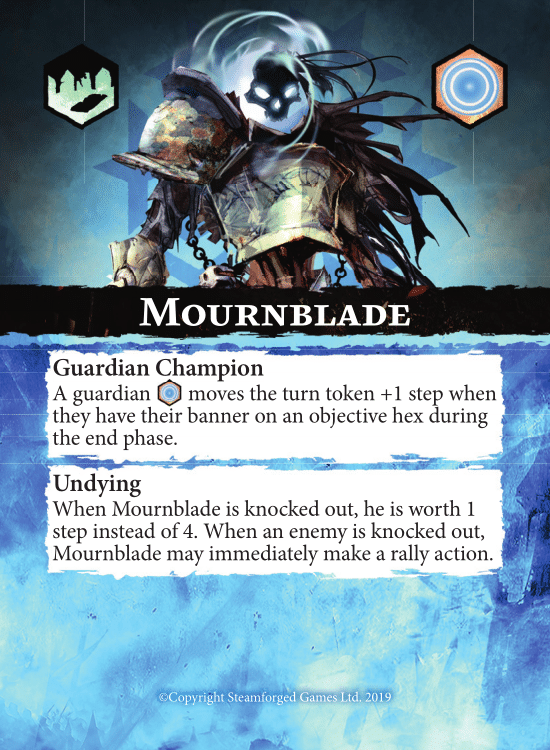 MOURNBLADE
Guardian Champion
A guardian moves the turn token +1 step when
they have their banner on an objective hex during
the end phase.
Undying
When Mournblade is knocked out, he is worth 1
step instead of 4. When an enemy is knocked out,
Mournblade may immediately make a rally action.
©Copyright Steamforged Games Ltd. 2019